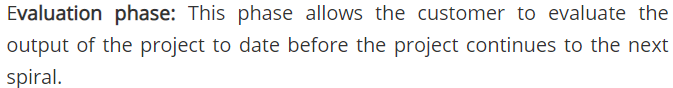 Evaluation phase: This phase allows the customer to evaluate the
output of the project to date before the project continues to the next
spiral.